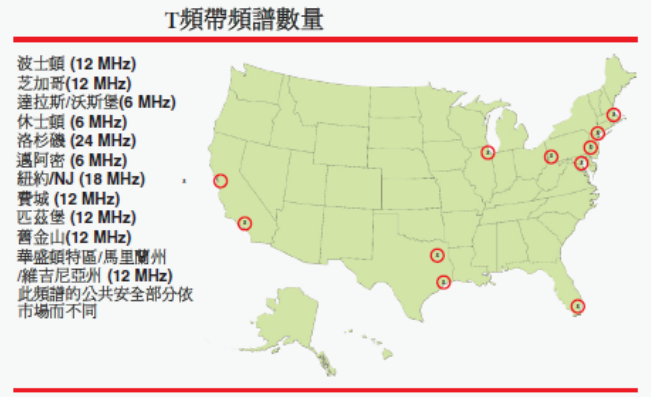 T頻帶頻譜數量
波士頓 (12 MHz)
芝加哥(12 MHz)
達拉斯/沃斯堡(6 MHz)
休士頓 (6 MHz)
洛杉磯 (24 MHz)
邁阿密 (6 MHz)
紐約/NJ (18 MHz)
費城 (12 MHz)
匹茲堡 (12 MHz)
舊金山(12 MHz)
華盛頓特區/馬里蘭州
/維吉尼亞州 (12 MHz)
此頻譜的公共安全部分依
市場而不同